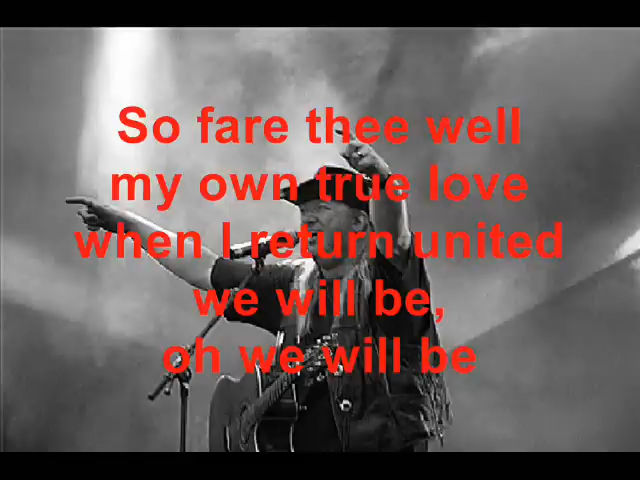 So fare thee well
my own true love
when I return united
we will be,
oh we will be